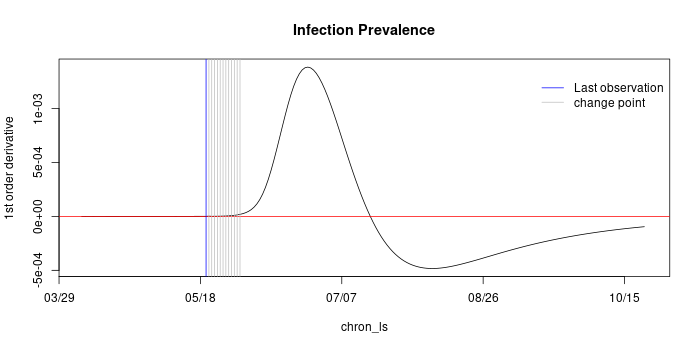 Infection Prevalence
1st order derivative
1e-03
5e-04
0e+00
-5e-04
Last observation
change point
03/29
05/18
07/07
08/26
10/15
chron_ls